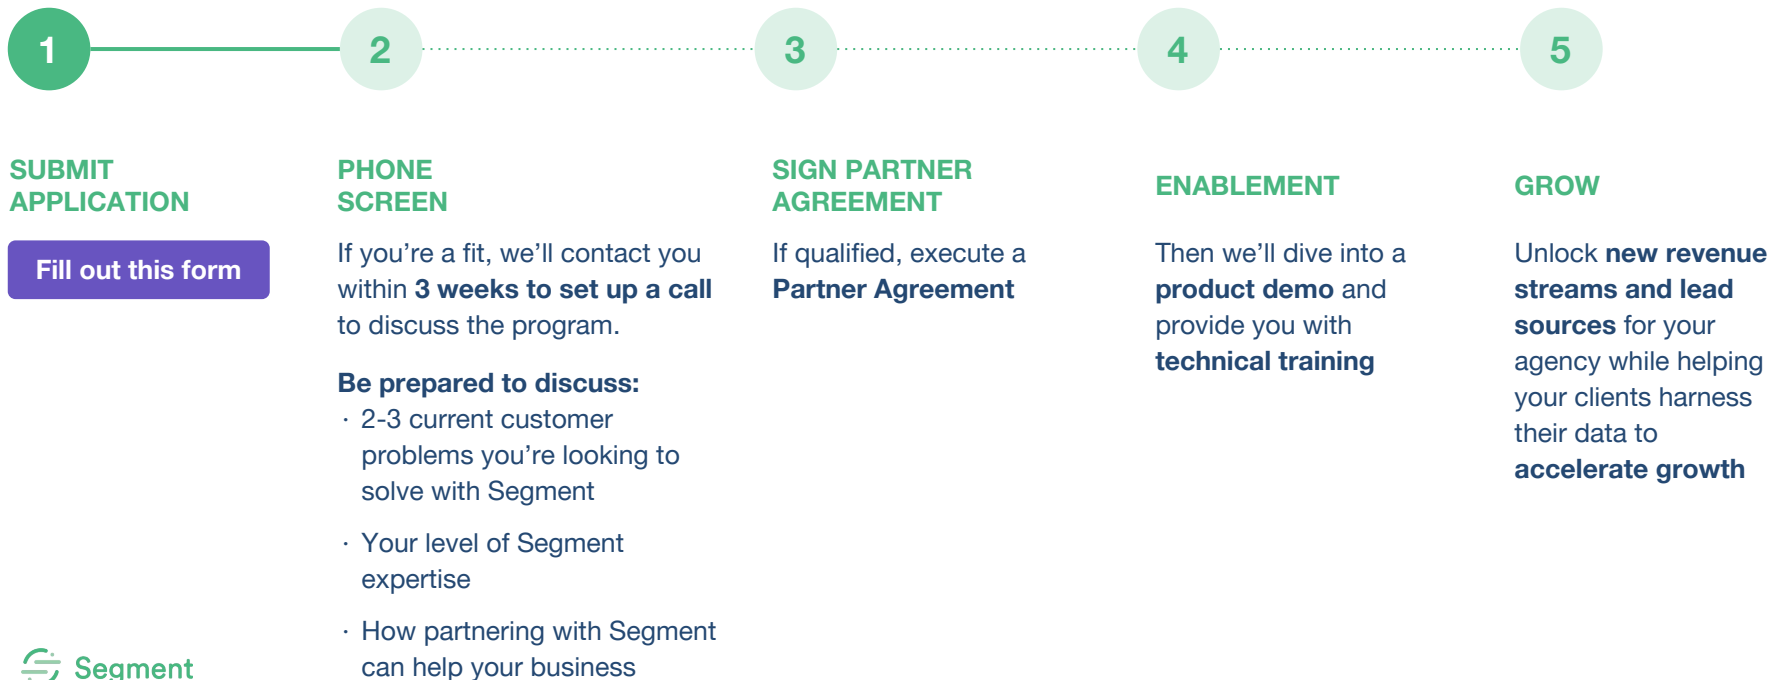 1
2
3
4
5
SUBMIT
APPLICATION
Fill out this form
PHONE
SCREEN
If you’re a fit, we’ll contact you
within 3 weeks to set up a call
to discuss the program.
Be prepared to discuss:
· 2-3 current customer
problems you’re looking to
solve with Segment
· Your level of Segment
expertise
· How partnering with Segment
can help your business
SIGN PARTNER
AGREEMENT
If qualified, execute a
Partner Agreement
ENABLEMENT
Then we’ll dive into a
product demo and
provide you with
technical training
GROW
Unlock new revenue
streams and lead
sources for your
agency while helping
your clients harness
their data to
accelerate growth
Segment